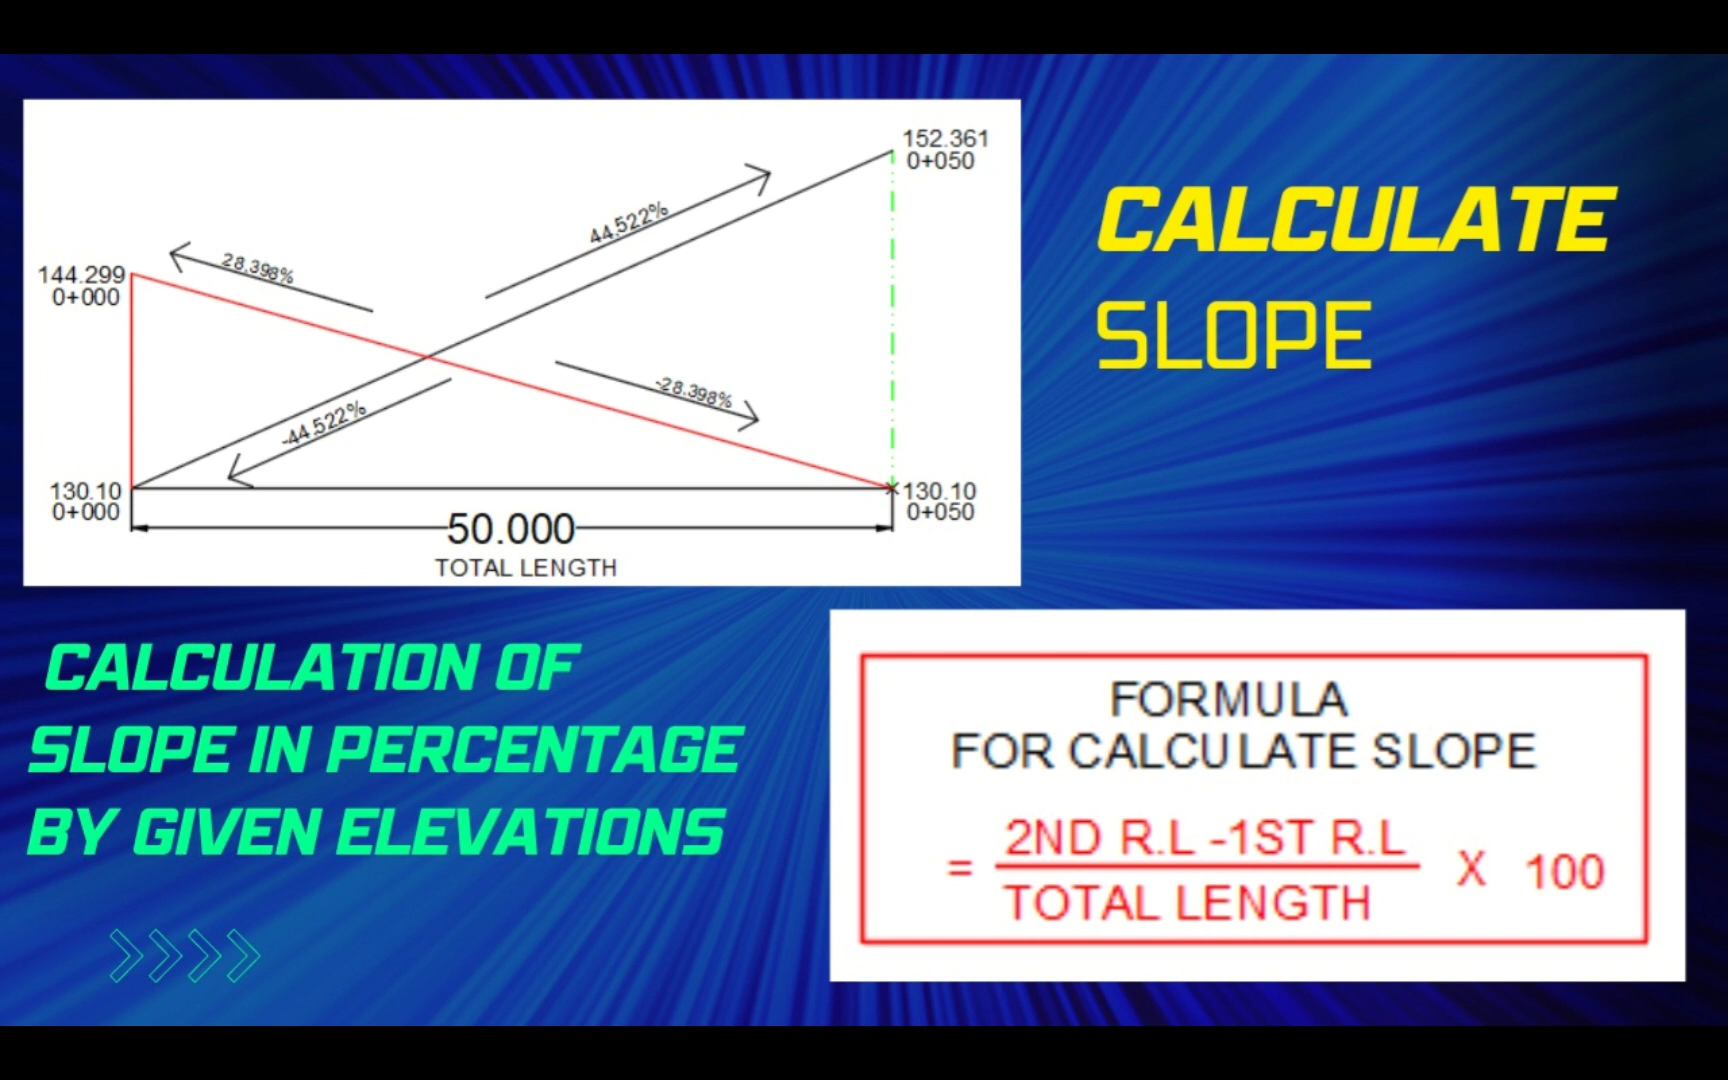 152.361
0+050
44.522%
28.398%
144.299
0+000
-28.398%
-44.522%
130.10
0+000
130.10
0+050
50.000
TOTAL LENGTH
CALCULATE
SLOPE
CALCULATION OF
SLOPE IN PERCENTAGE
BY GIVEN ELEVATIONS
FORMULA
FOR CALCULATE SLOPE
= 2ND R.L -1ST R.L X 100
TOTAL LENGTH